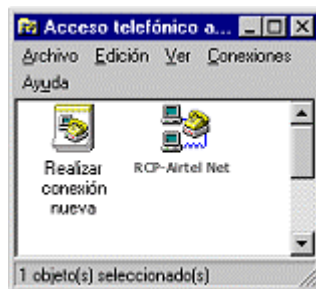 Acceso telefónico a...
Archivo Edición Ver Conexiones
Ayuda
Realizar
conexión
nueva
RCP-Airtel Net
1 objeto(s) seleccionado(s)